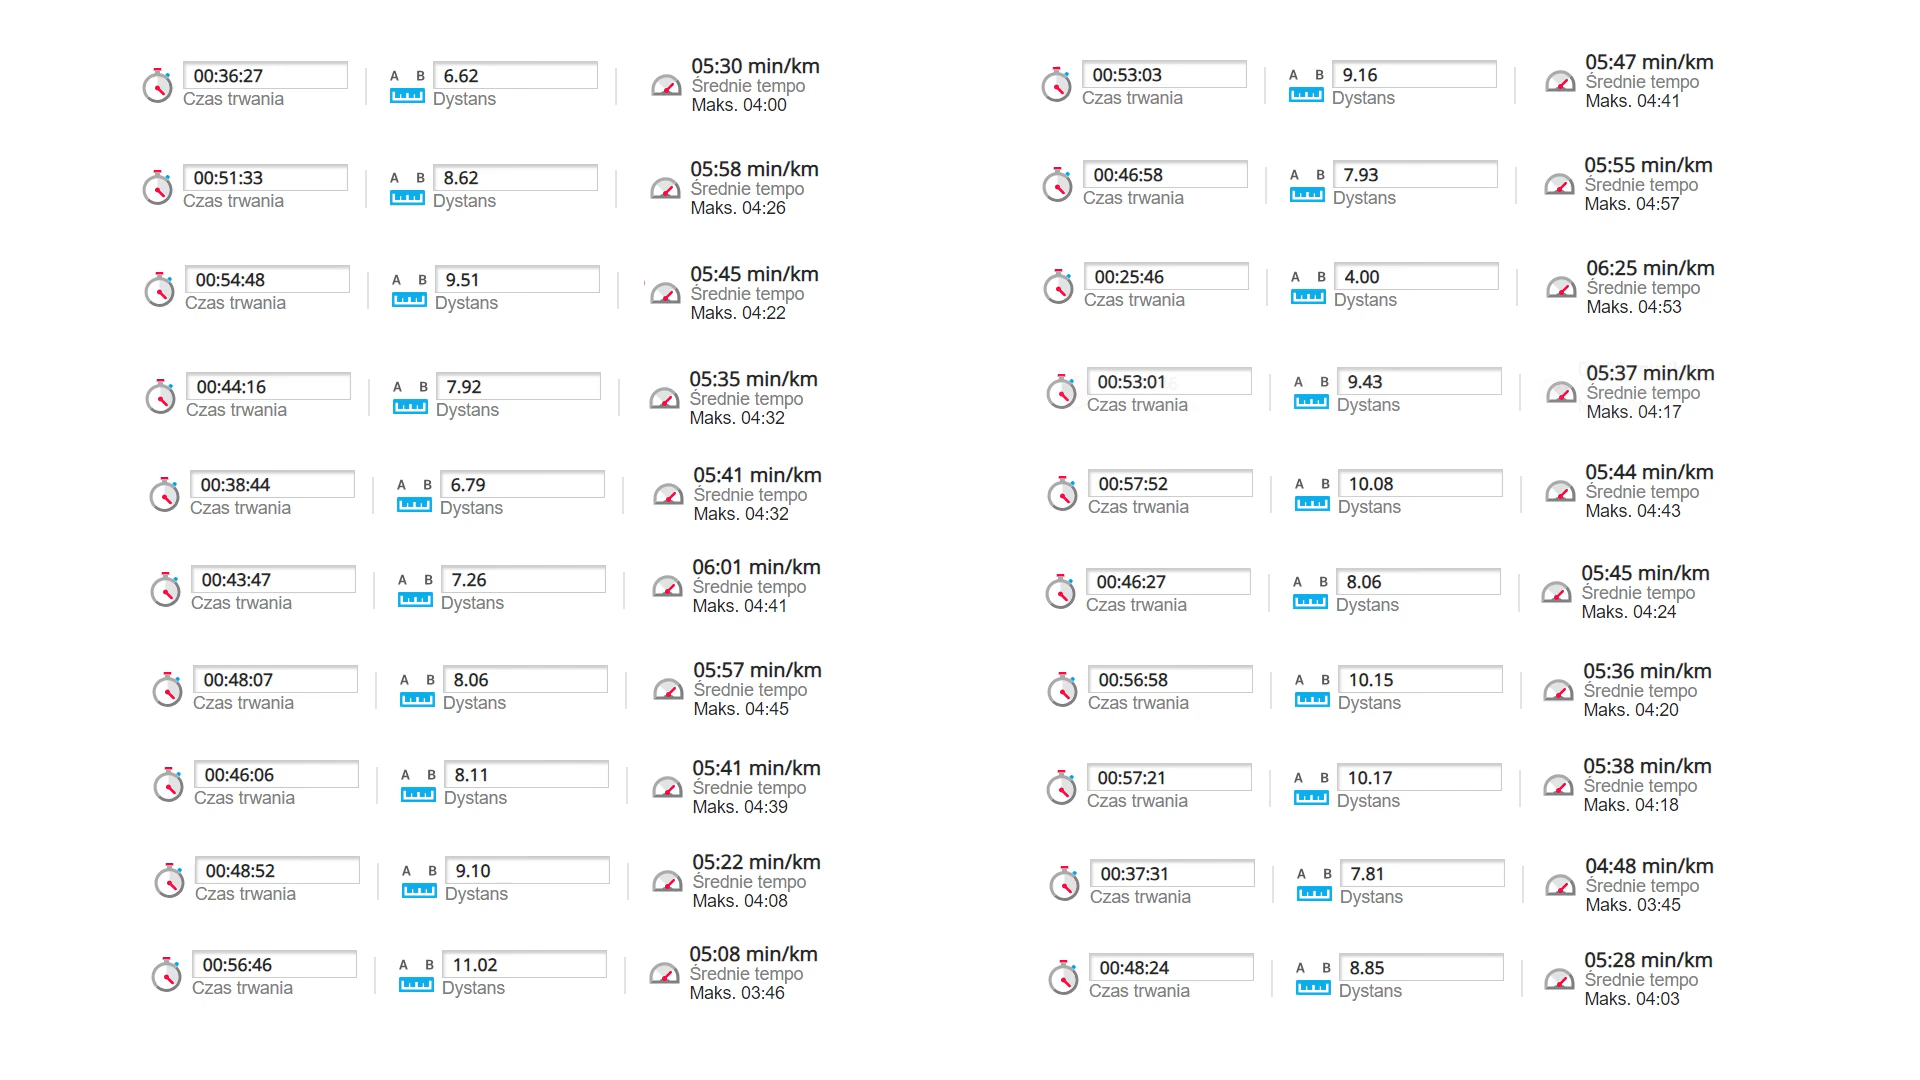 00:36:27 A B 6.62 05:30 min/km
Czas trwania Dystans Średnie tempo
Maks. 04:00
00:51:33 A B 8.62 05:58 min/km
Czas trwania Dystans Średnie tempo
Maks. 04:26
00:54:48 A B 9.51 05:45 min/km
Czas trwania Dystans Średnie tempo
Maks. 04:22
00:44:16 A B 7.92 05:35 min/km
Czas trwania Dystans Średnie tempo
Maks. 04:32
00:38:44 A B 6.79 05:41 min/km
Czas trwania Dystans Średnie tempo
Maks. 04:32
00:43:47 A B 7.26 06:01 min/km
Czas trwania Dystans Średnie tempo
Maks. 04:41
00:48:07 A B 8.06 05:57 min/km
Czas trwania Dystans Średnie tempo
Maks. 04:45
00:46:06 A B 8.11 05:41 min/km
Czas trwania Dystans Średnie tempo
Maks. 04:39
00:48:52 A B 9.10 05:22 min/km
Czas trwania Dystans Średnie tempo
Maks. 04:08
00:56:46 A B 11.02 05:08 min/km
Czas trwania Dystans Średnie tempo
Maks. 03:46
00:53:03 A B 9.16 05:47 min/km
Czas trwania Dystans Średnie tempo
Maks. 04:41
00:46:58 A B 7.93 05:55 min/km
Czas trwania Dystans Średnie tempo
Maks. 04:57
00:25:46 A B 4.00 06:25 min/km
Czas trwania Dystans Średnie tempo
Maks. 04:53
00:53:01 A B 9.43 05:37 min/km
Czas trwania Dystans Średnie tempo
Maks. 04:17
00:57:52 A B 10.08 05:44 min/km
Czas trwania Dystans Średnie tempo
Maks. 04:43
00:46:27 A B 8.06 05:45 min/km
Czas trwania Dystans Średnie tempo
Maks. 04:24
00:56:58 A B 10.15 05:36 min/km
Czas trwania Dystans Średnie tempo
Maks. 04:20
00:57:21 A B 10.17 05:38 min/km
Czas trwania Dystans Średnie tempo
Maks. 04:18
00:37:31 A B 7.81 04:48 min/km
Czas trwania Dystans Średnie tempo
Maks. 03:45
00:48:24 A B 8.85 05:28 min/km
Czas trwania Dystans Średnie tempo
Maks. 04:03